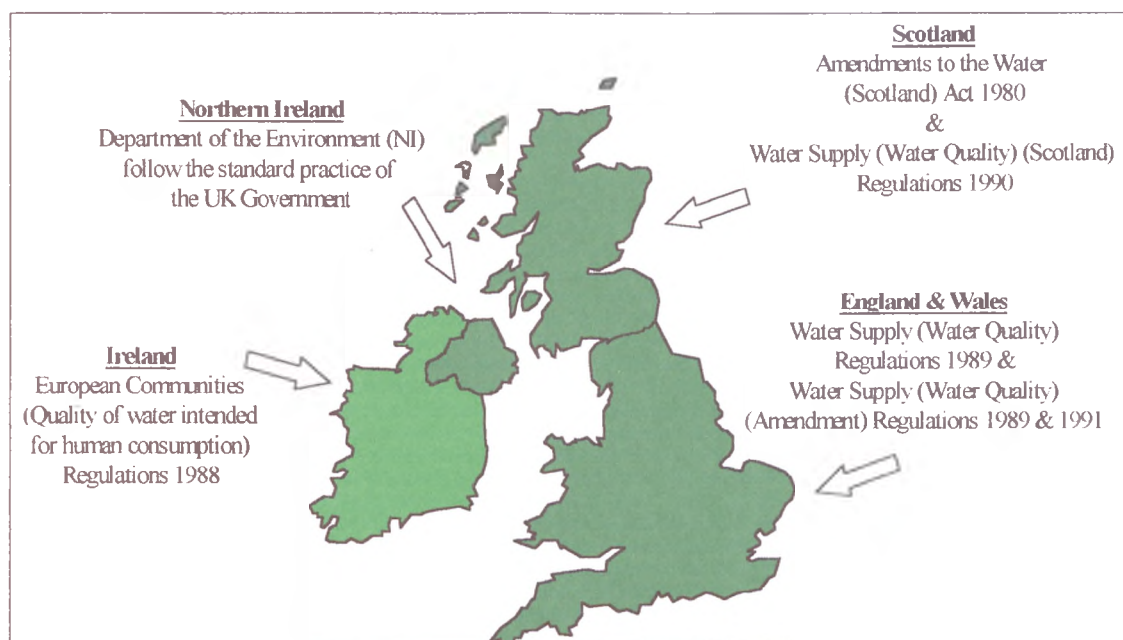 Scotland
Amendments to the Water
(Scotland) Act 1980
&
Water Supply (Water Quality) (Scotland)
Regulations 1990
Northern Ireland
Department of the Environment (NI)
follow the standard practice of
the UK Government
England & Wales
Water Supply (Water Quality)
Regulations 1989 &
Water Supply (Water Quality)
(Amendment) Regulations 1989 & 1991
Ireland
European Communities
(Quality of water intended
for human consumption)
Regulations 1988